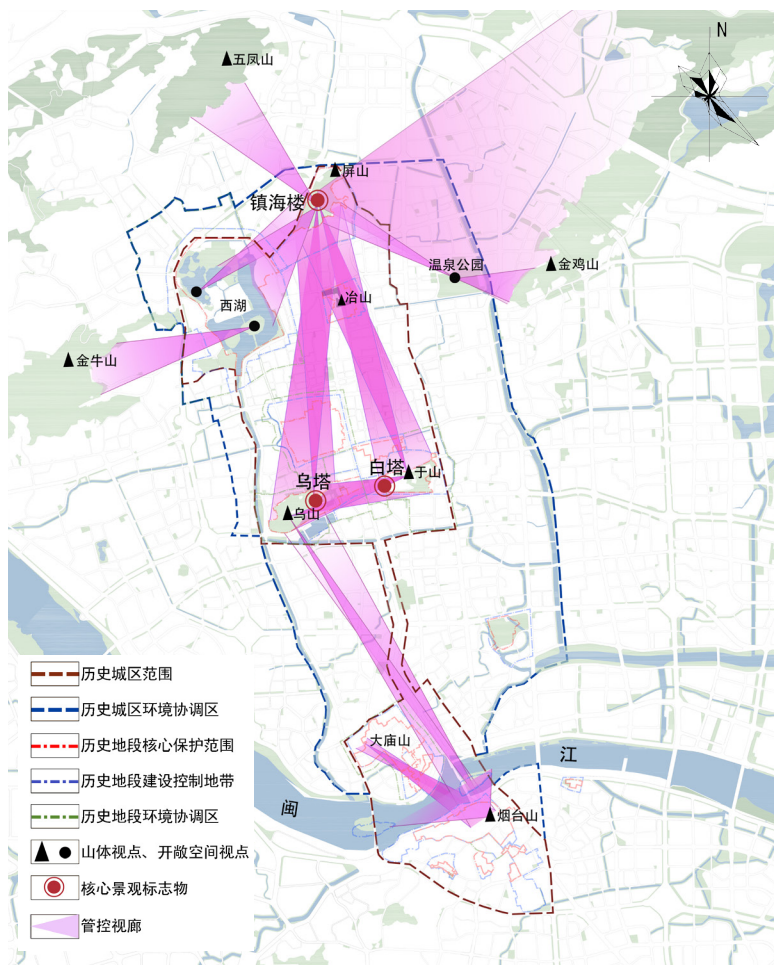 五凤山
N
屏山
镇海楼
温泉公园
金鸡山
西湖
冶山
金牛山
白塔
于山
乌塔
乌山
历史城区范围
历史城区环境协调区
历史地段核心保护范围
历史地段建设控制地带
历史地段环境协调区
山体视点、开敞空间视点
核心景观标志物
管控视廊
大庙山
江
闽
烟台山